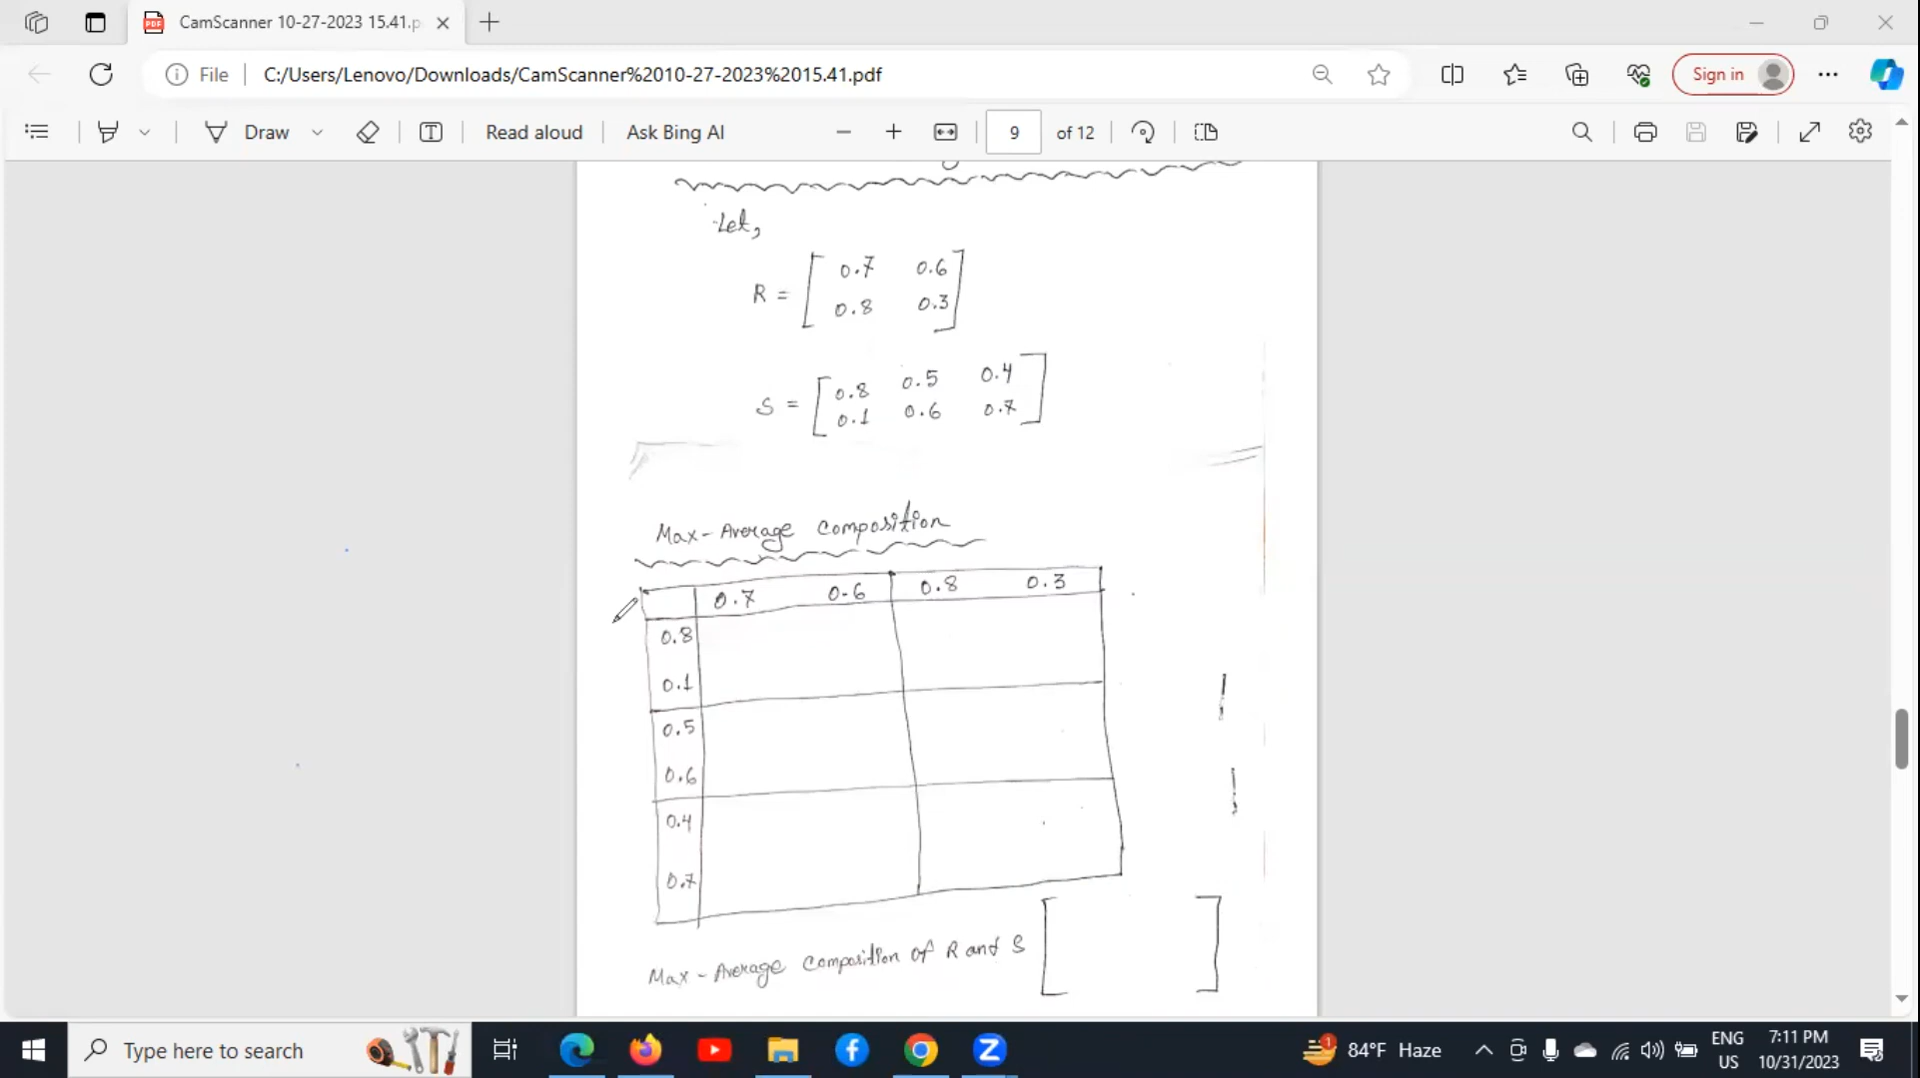 CamScanner 10-27-2023 15.41.p
File
C:/Users/Lenovo/Downloads/CamScanner%2010-27-2023%2015.41.pdf
Sign in
Draw
Read aloud
Ask Bing AI
9
of 12
Let,
R = [ 0.7 0.6
0.8 0.3 ]
S = [ 0.8 0.5 0.4
0.1 0.6 0.7 ]
Max-Average Composition
0.7 0.6 0.8 0.3
0.8
0.1
0.5
0.6
0.4
0.7
Max-Average Composition of R and S [ ]
Type here to search
1
84°F Haze
ENG
US
7:11 PM
10/31/2023